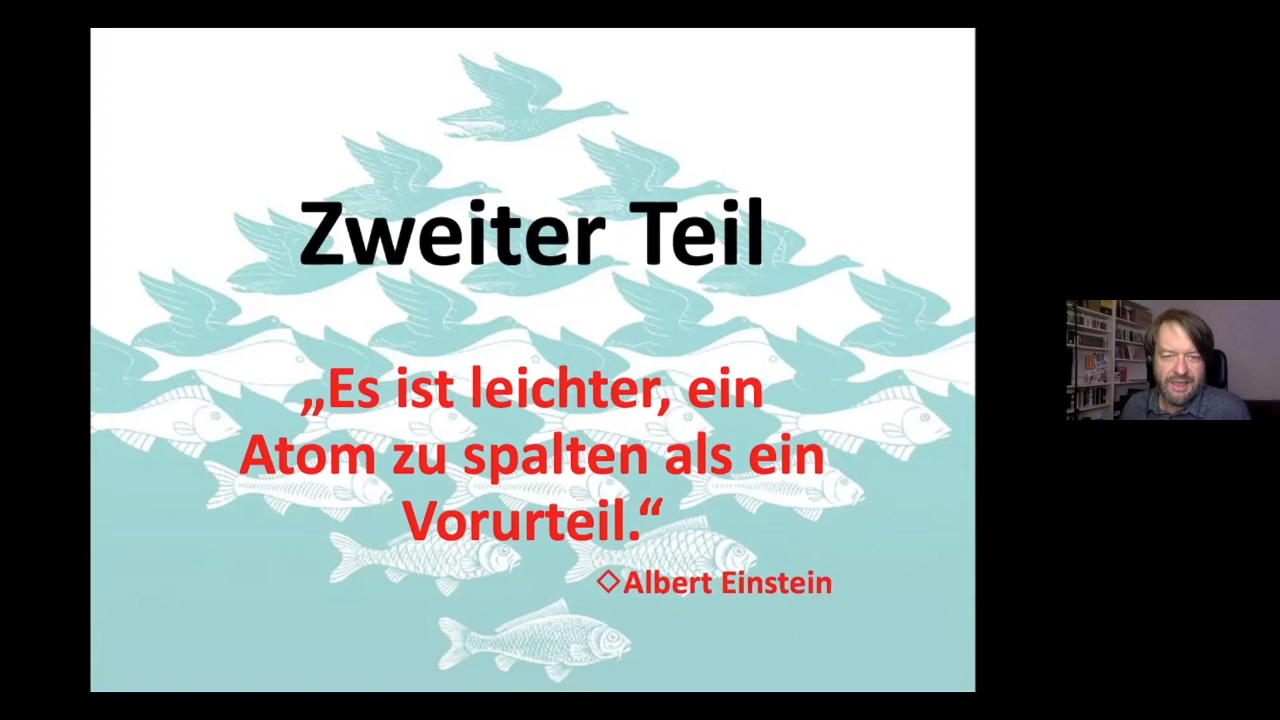 Zweiter Teil
„Es ist leichter, ein
Atom zu spalten als ein
Vorurteil.“
◇Albert Einstein